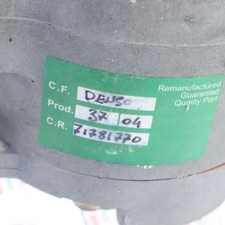 C.F. DENSO
Prod. 37 04
C.R. 71781770
Remanufactured
Guaranteed
Quality Part